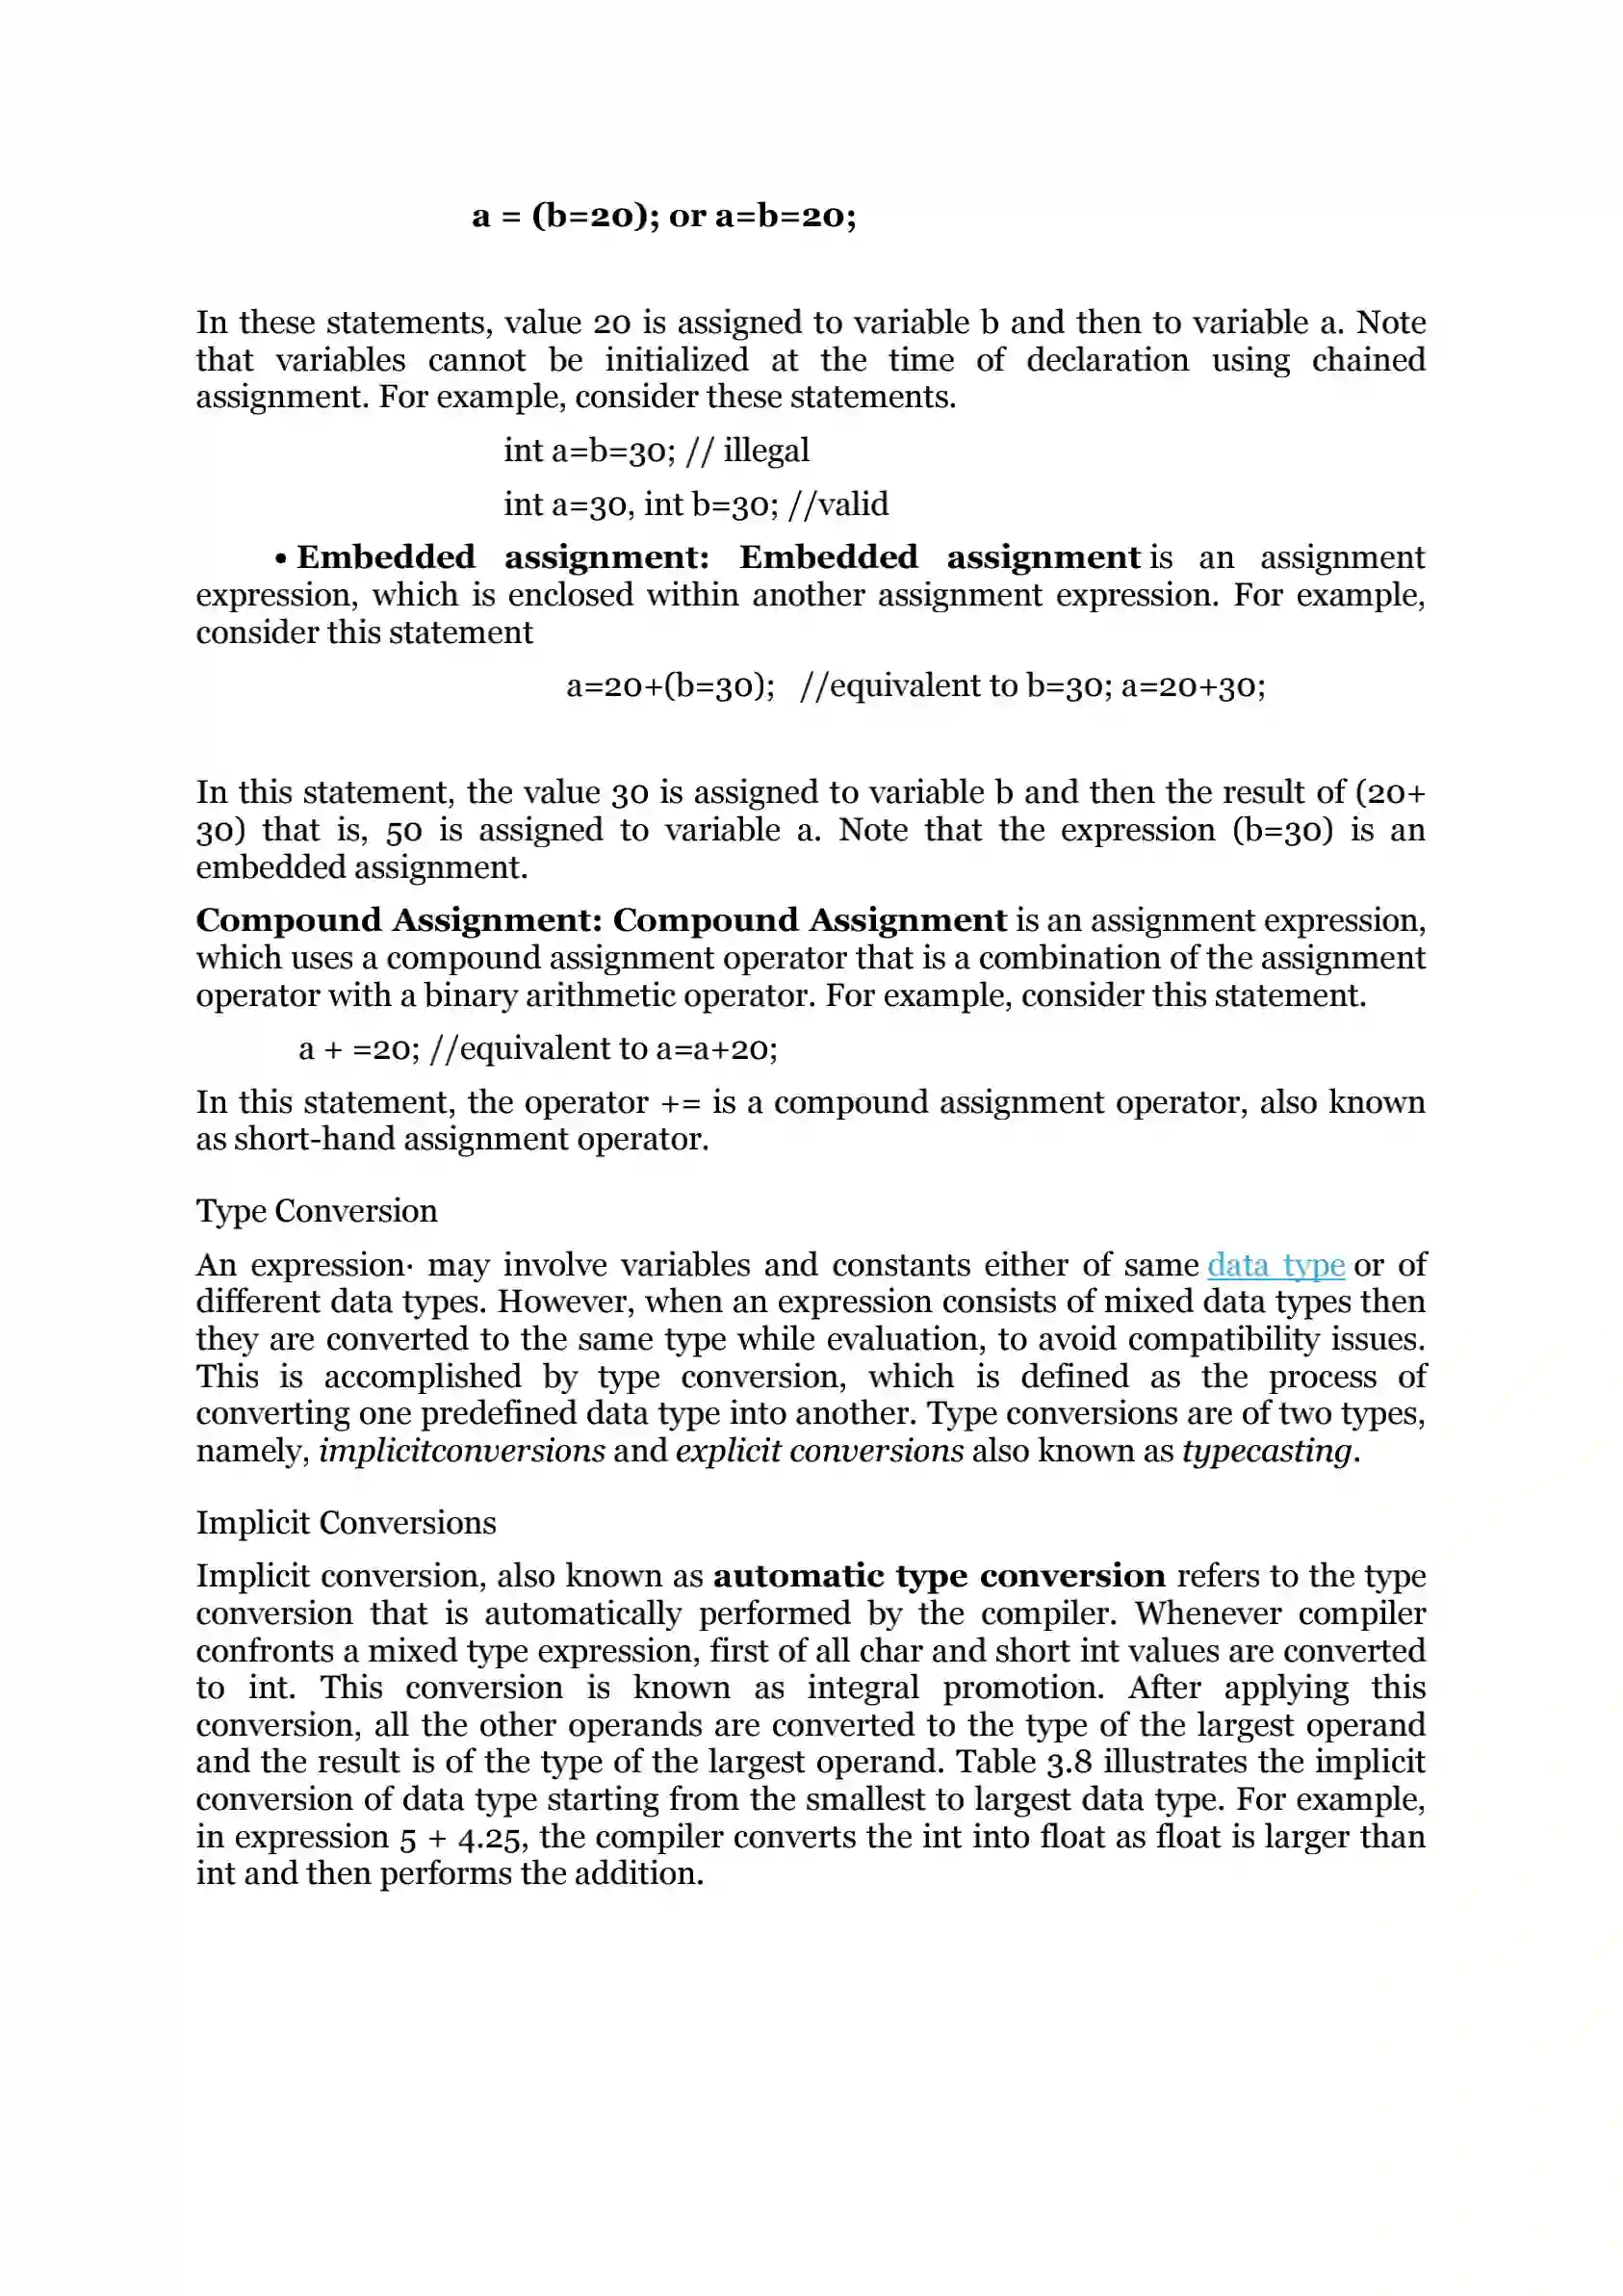 a = (b=20); or a=b=20;
In these statements, value 20 is assigned to variable b and then to variable a. Note
that variables cannot be initialized at the time of declaration using chained
assignment. For example, consider these statements.
int a=b=30; // illegal
int a=30, int b=30; //valid
• Embedded assignment: Embedded assignment is an assignment
expression, which is enclosed within another assignment expression. For example,
consider this statement
a=20+(b=30); //equivalent to b=30; a=20+30;
In this statement, the value 30 is assigned to variable b and then the result of (20+
30) that is, 50 is assigned to variable a. Note that the expression (b=30) is an
embedded assignment.
Compound Assignment: Compound Assignment is an assignment expression,
which uses a compound assignment operator that is a combination of the assignment
operator with a binary arithmetic operator. For example, consider this statement.
a + =20; //equivalent to a=a+20;
In this statement, the operator += is a compound assignment operator, also known
as short-hand assignment operator.
Type Conversion
An expression· may involve variables and constants either of same data type or of
different data types. However, when an expression consists of mixed data types then
they are converted to the same type while evaluation, to avoid compatibility issues.
This is accomplished by type conversion, which is defined as the process of
converting one predefined data type into another. Type conversions are of two types,
namely, implicitconversions and explicit conversions also known as typecasting.
Implicit Conversions
Implicit conversion, also known as automatic type conversion refers to the type
conversion that is automatically performed by the compiler. Whenever compiler
confronts a mixed type expression, first of all char and short int values are converted
to int. This conversion is known as integral promotion. After applying this
conversion, all the other operands are converted to the type of the largest operand
and the result is of the type of the largest operand. Table 3.8 illustrates the implicit
conversion of data type starting from the smallest to largest data type. For example,
in expression 5 + 4.25, the compiler converts the int into float as float is larger than
int and then performs the addition.